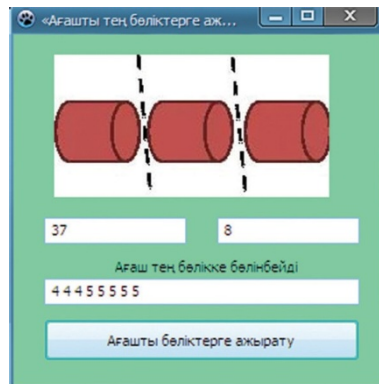 «Ағашты тең бөліктерге аж...
37
8
Ағаш тең бөлікке бөлінбейді
4 4 4 5 5 5 5 5
Ағашты бөліктерге ажырату